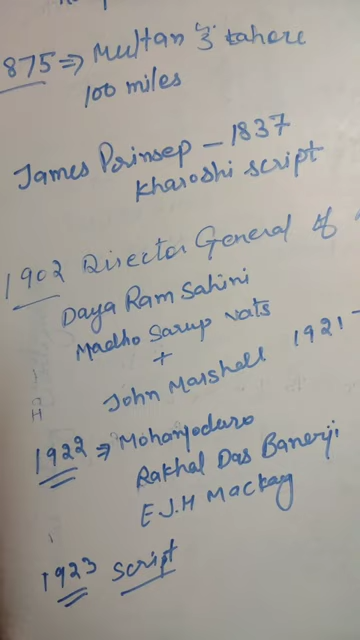 875 ⇒ Multan & Lahore
100 miles
James Prinsep – 1837
Kharoshi script
1902 Director General of
Daya Ram Sahini
Madho Sarup vats
+
John Marshall 1921 -
1922 ⇒ Mohanjodaro
Rakhal Das Banerji
E.J.H Mackay
1923 script